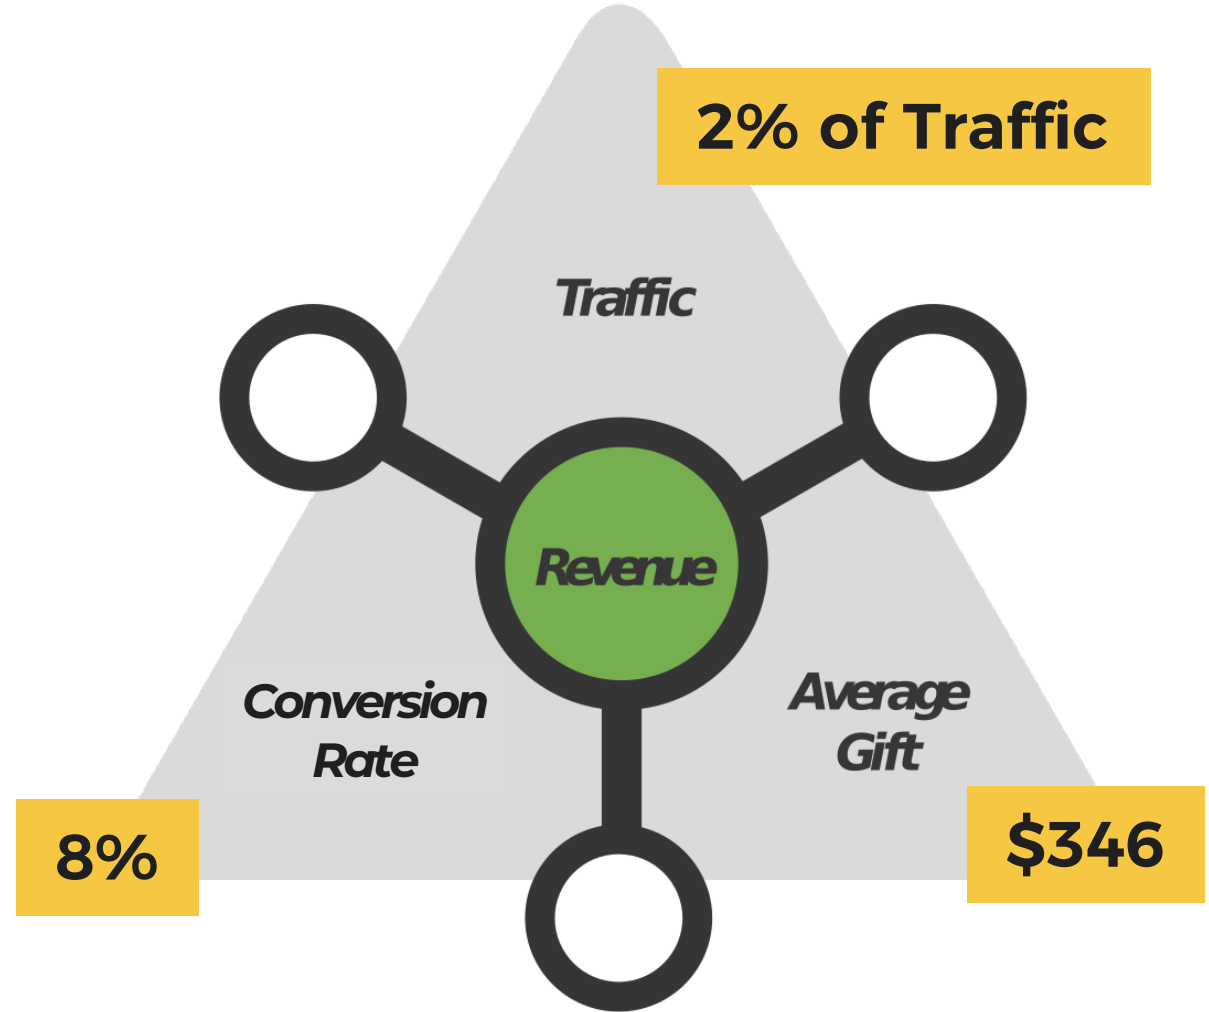 2% of Traffic
Traffic
Revenue
Conversion
Rate
Average
Gift
8%
$346